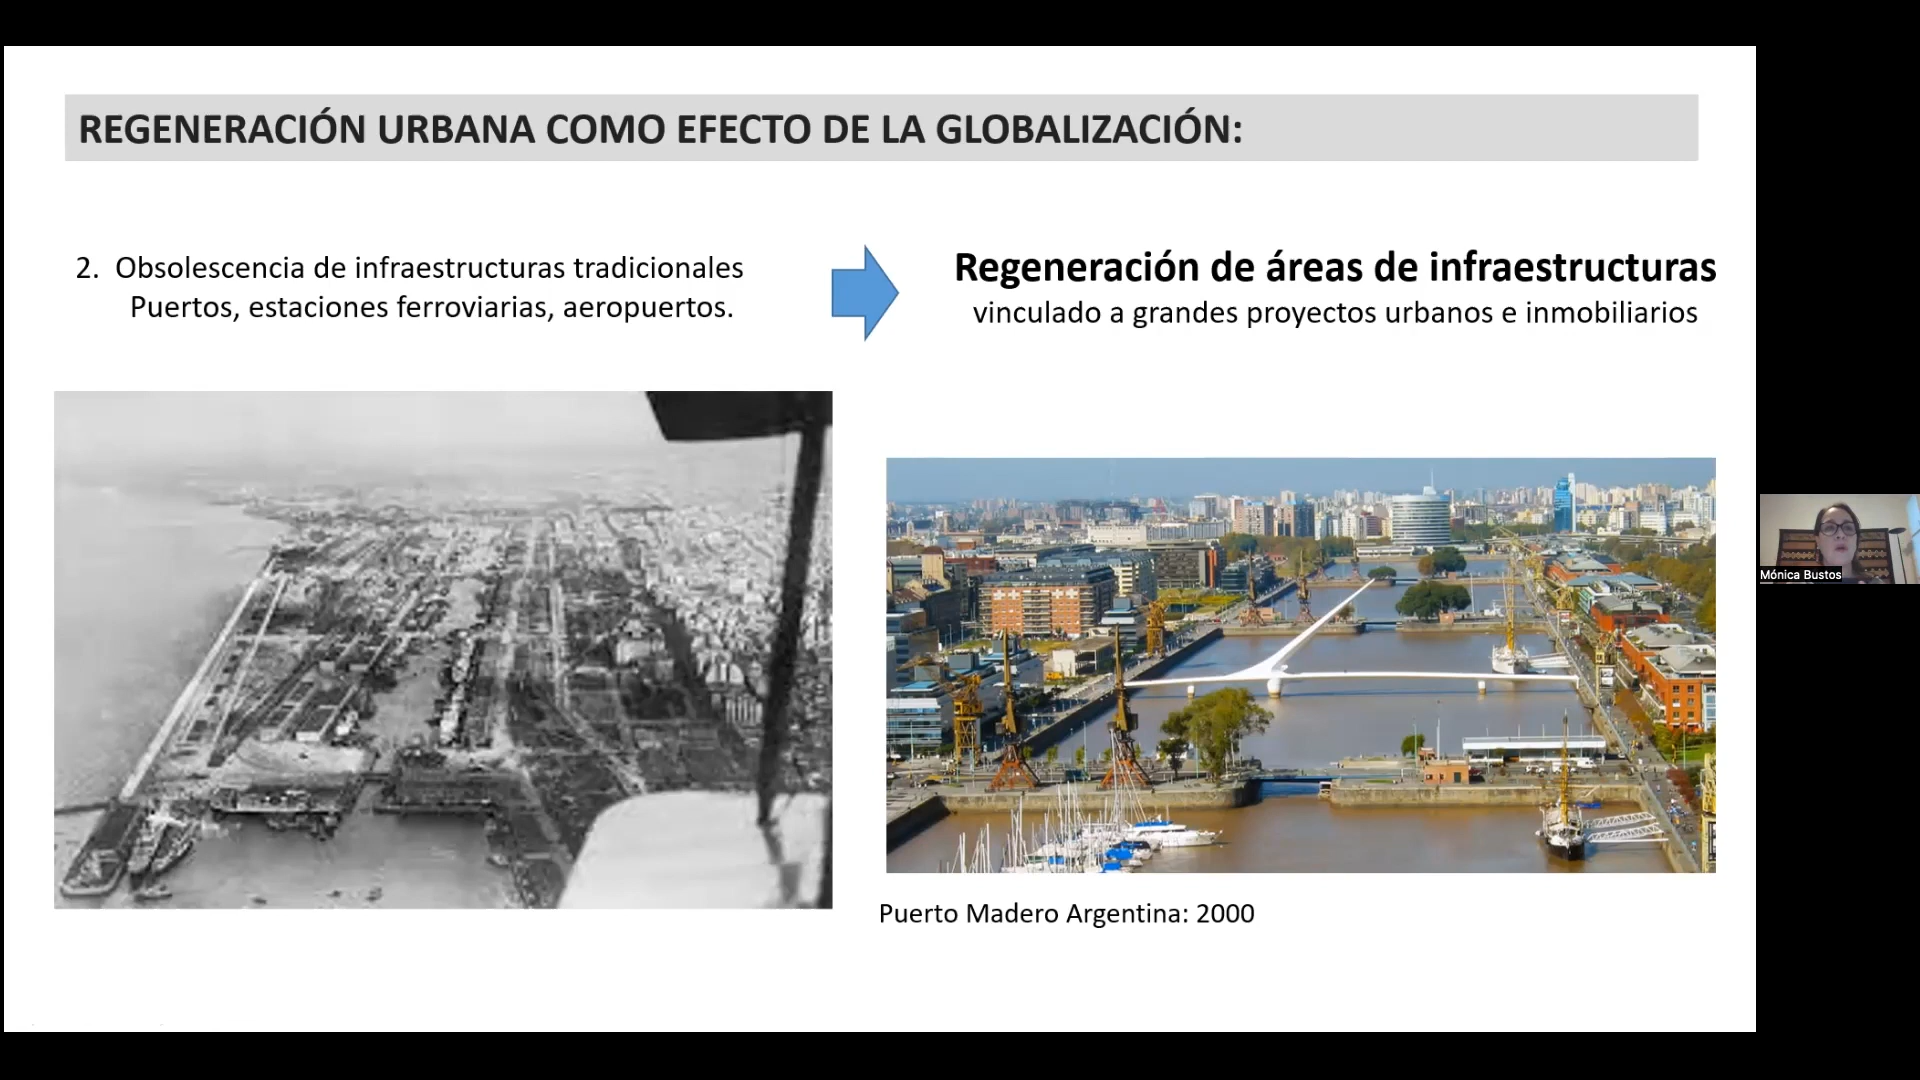 REGENERACIÓN URBANA COMO EFECTO DE LA GLOBALIZACIÓN:
2. Obsolescencia de infraestructuras tradicionales
Puertos, estaciones ferroviarias, aeropuertos.
Regeneración de áreas de infraestructuras
vinculado a grandes proyectos urbanos e inmobiliarios
Puerto Madero Argentina: 2000
Mónica Bustos